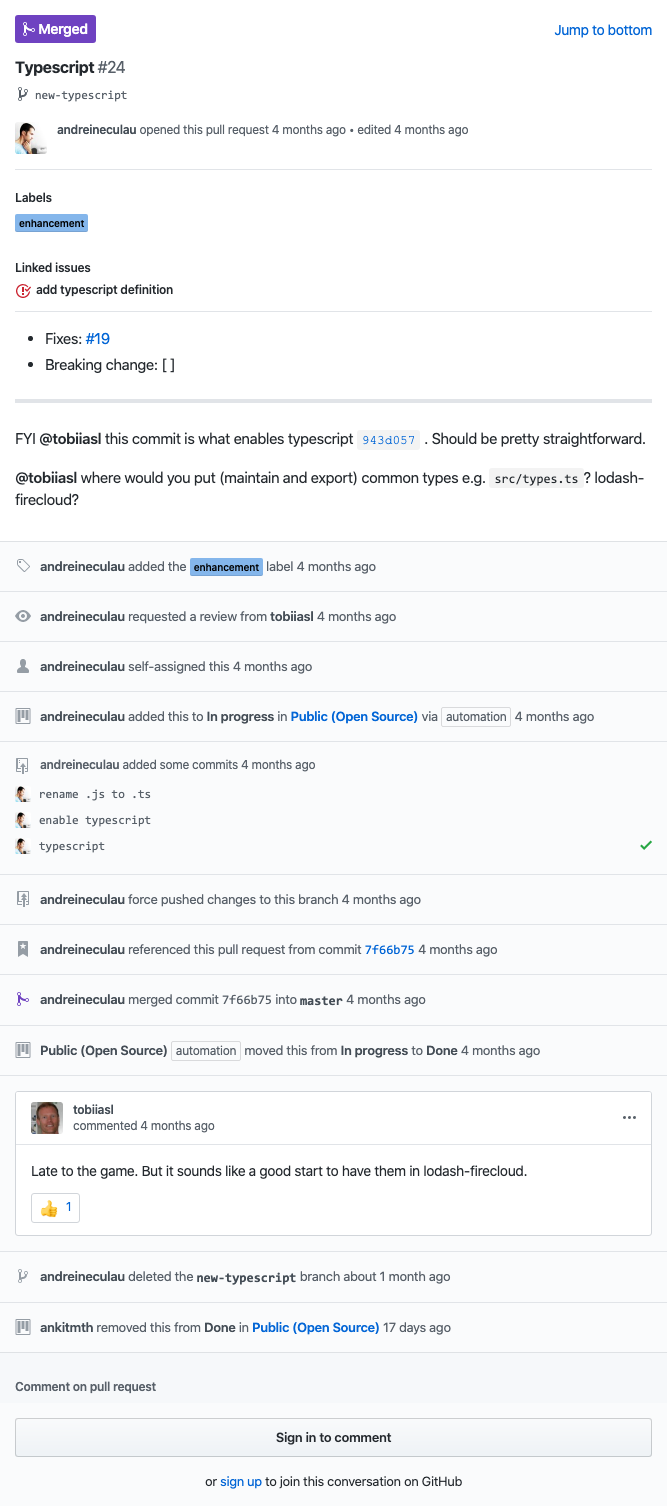 Merged
Jump to bottom
Typescript #24
new-typescript
andreineculau opened this pull request 4 months ago • edited 4 months ago
Labels
enhancement
Linked issues
add typescript definition
• Fixes: #19
• Breaking change: [ ]
FYI @tobiiasl this commit is what enables typescript 943d057 . Should be pretty straightforward.
@tobiiasl where would you put (maintain and export) common types e.g. src/types.ts? lodash-
firecloud?
andreineculau added the enhancement label 4 months ago
andreineculau requested a review from tobiiasl 4 months ago
andreineculau self-assigned this 4 months ago
andreineculau added this to In progress in Public (Open Source) via automation 4 months ago
andreineculau added some commits 4 months ago
rename .js to .ts
enable typescript
typescript
andreineculau force pushed changes to this branch 4 months ago
andreineculau referenced this pull request from commit 7f66b75 4 months ago
andreineculau merged commit 7f66b75 into master 4 months ago
Public (Open Source) automation moved this from In progress to Done 4 months ago
tobiiasl
commented 4 months ago
Late to the game. But it sounds like a good start to have them in lodash-firecloud.
👍 1
andreineculau deleted the new-typescript branch about 1 month ago
ankitmth removed this from Done in Public (Open Source) 17 days ago
Comment on pull request
Sign in to comment
or sign up to join this conversation on GitHub